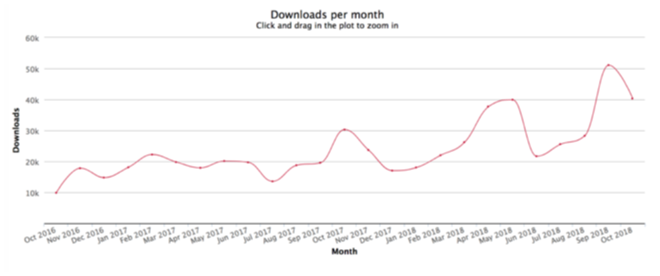 Downloads per month
Click and drag in the plot to zoom in
60k
50k
40k
30k
20k
10k
Downloads
Oct 2016
Nov 2016
Dec 2016
Jan 2017
Feb 2017
Mar 2017
Apr 2017
May 2017
Jun 2017
Jul 2017
Aug 2017
Sep 2017
Oct 2017
Nov 2017
Dec 2017
Jan 2018
Feb 2018
Mar 2018
Apr 2018
May 2018
Jun 2018
Jul 2018
Aug 2018
Sep 2018
Oct 2018
Month